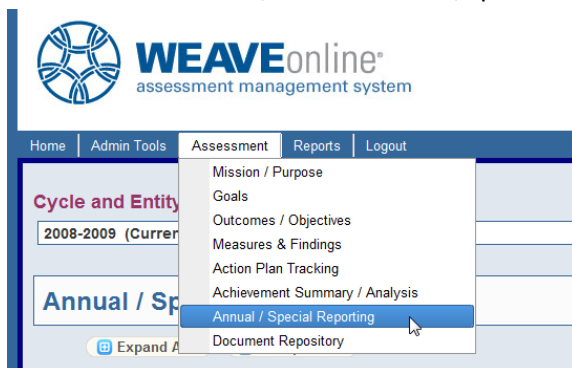 WEAVEonline®
assessment management system
Home Admin Tools Assessment Reports Logout
Mission / Purpose
Goals
Cycle and Entity
Outcomes / Objectives
2008-2009 (Curren
Measures & Findings
Action Plan Tracking
Achievement Summary / Analysis
Annual / Sp
Annual / Special Reporting
Document Repository
Expand A